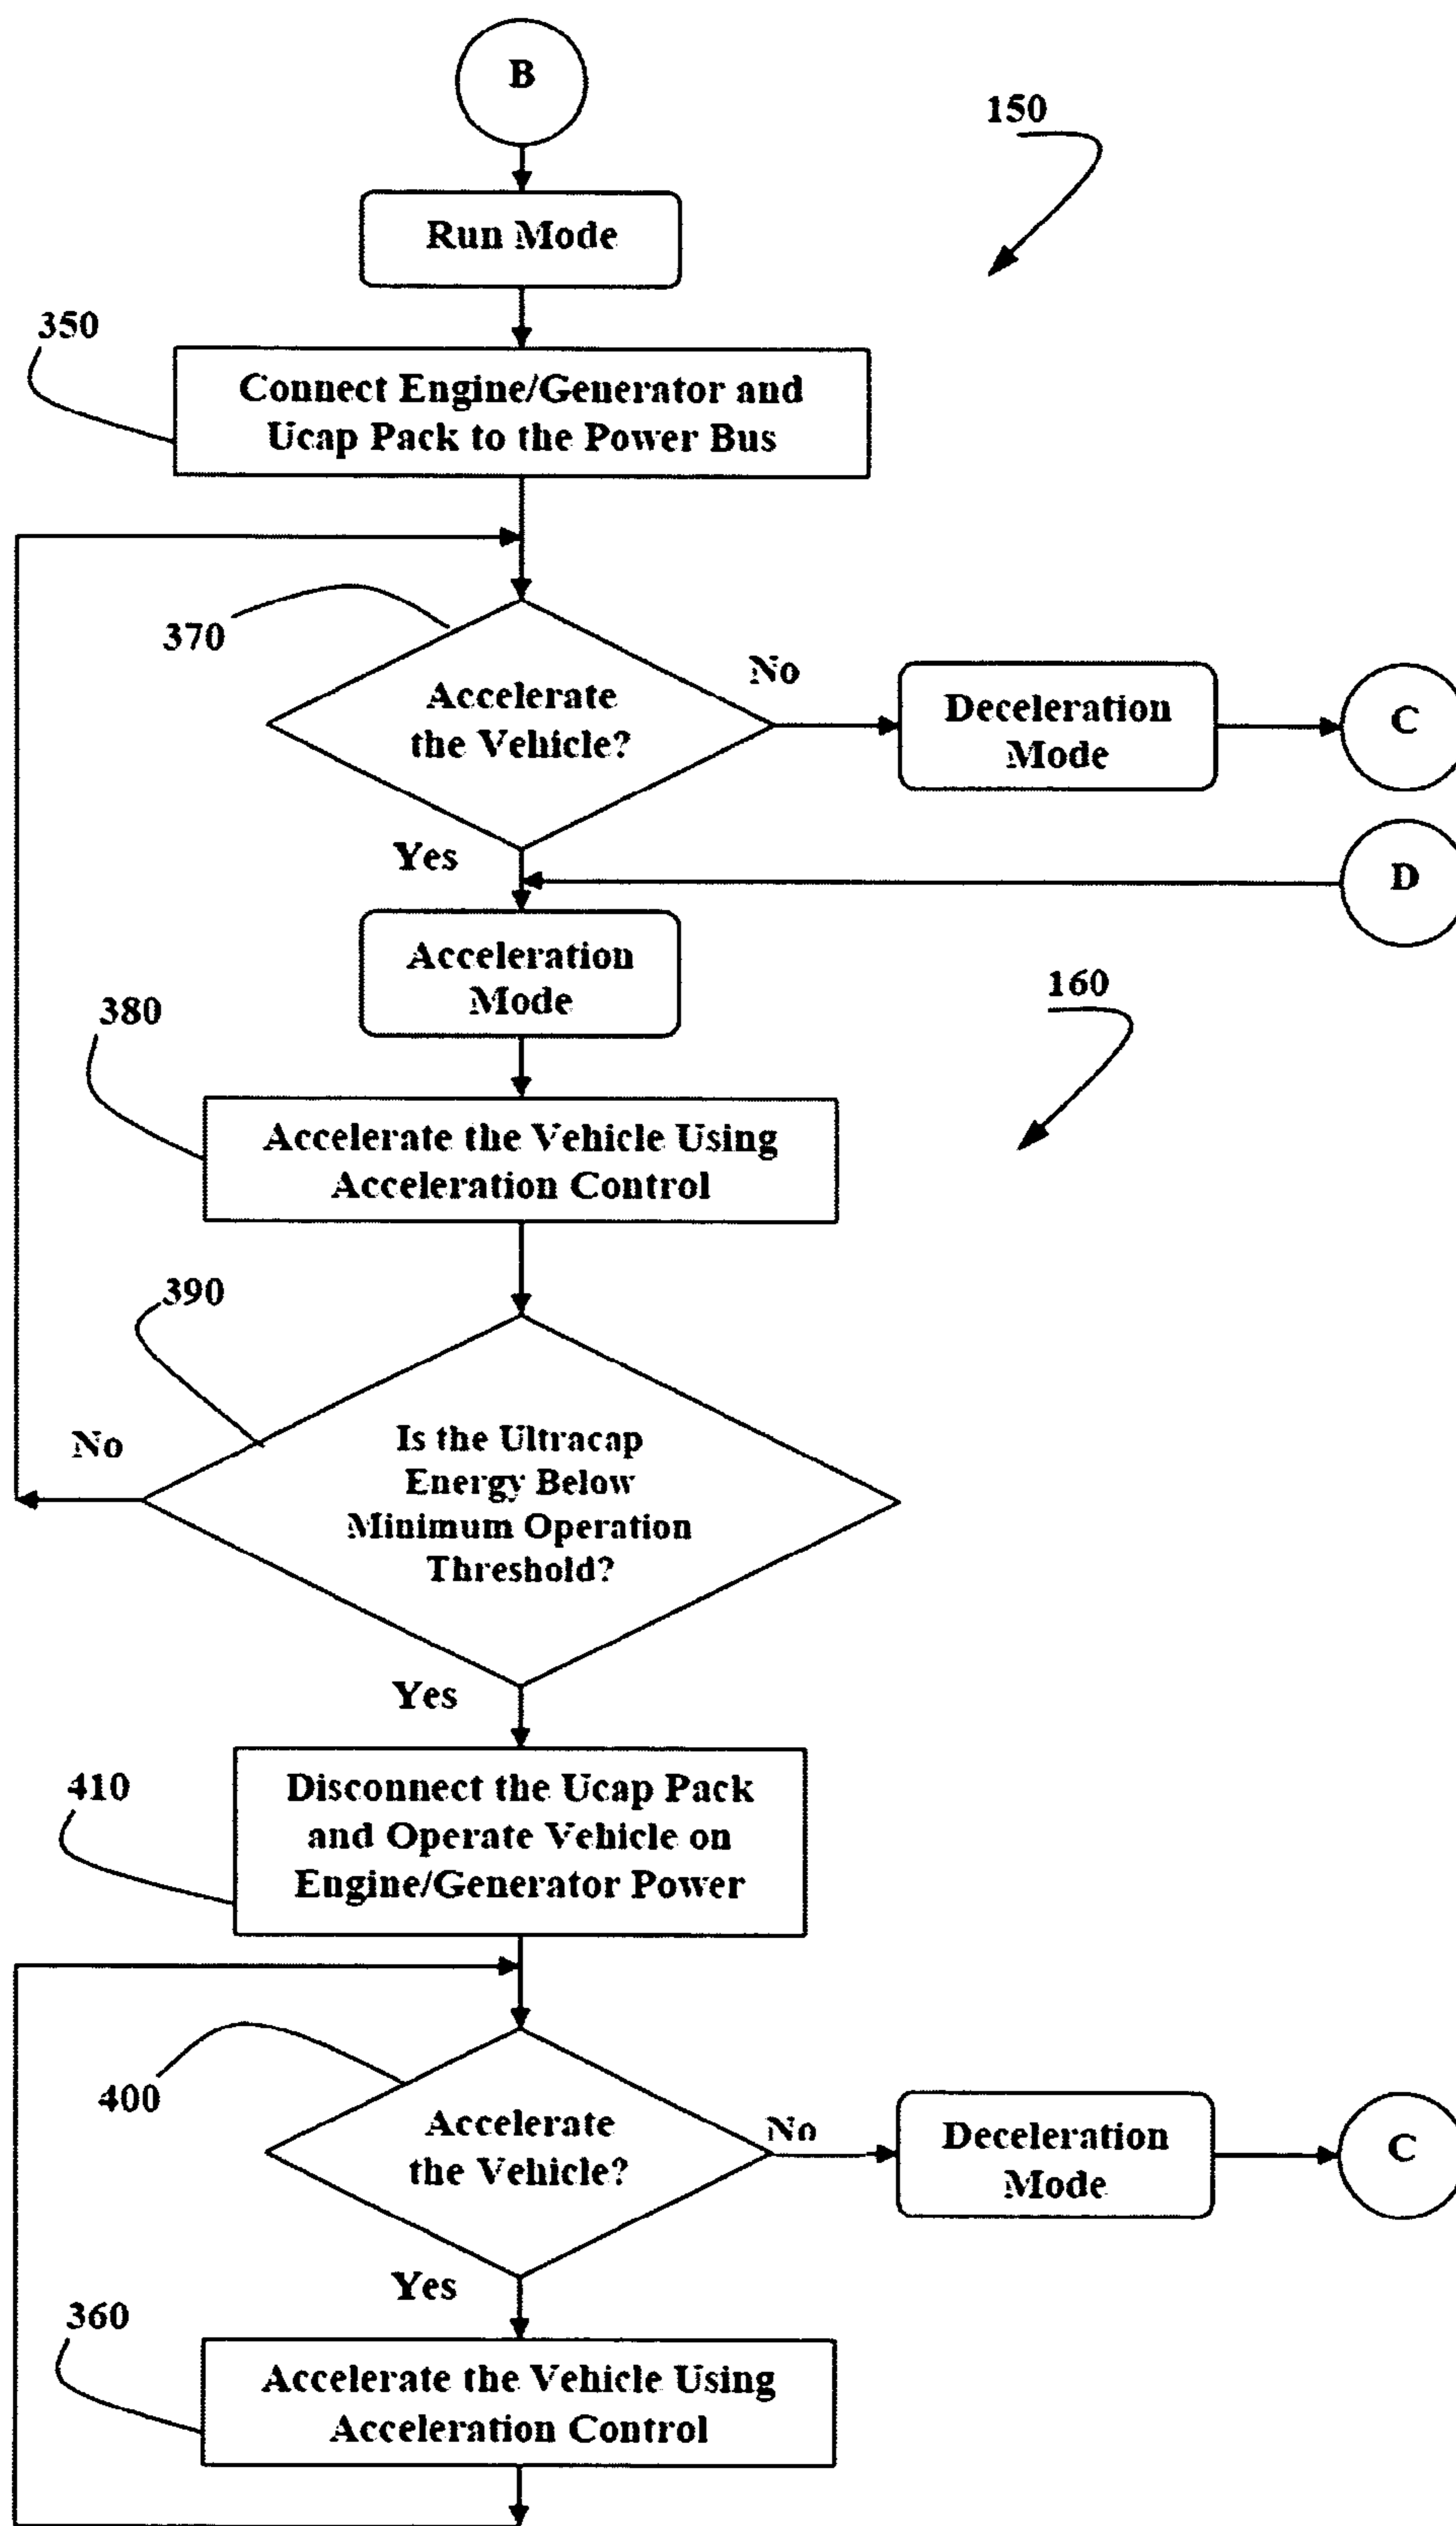 B
150
Run Mode
350
Connect Engine/Generator and
Ucap Pack to the Power Bus
370
Accelerate
the Vehicle?
No
Deceleration
Mode
C
Yes
D
Acceleration
Mode
160
380
Accelerate the Vehicle Using
Acceleration Control
390
No
Is the Ultracap
Energy Below
Minimum Operation
Threshold?
Yes
410
Disconnect the Ucap Pack
and Operate Vehicle on
Engine/Generator Power
400
Accelerate
the Vehicle?
No
Deceleration
Mode
C
Yes
360
Accelerate the Vehicle Using
Acceleration Control